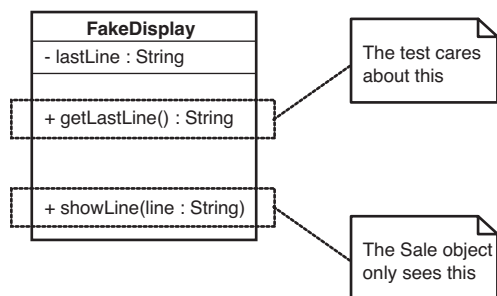 FakeDisplay
- lastLine : String
+ getLastLine() : String
+ showLine(line : String)
The test cares
about this
The Sale object
only sees this